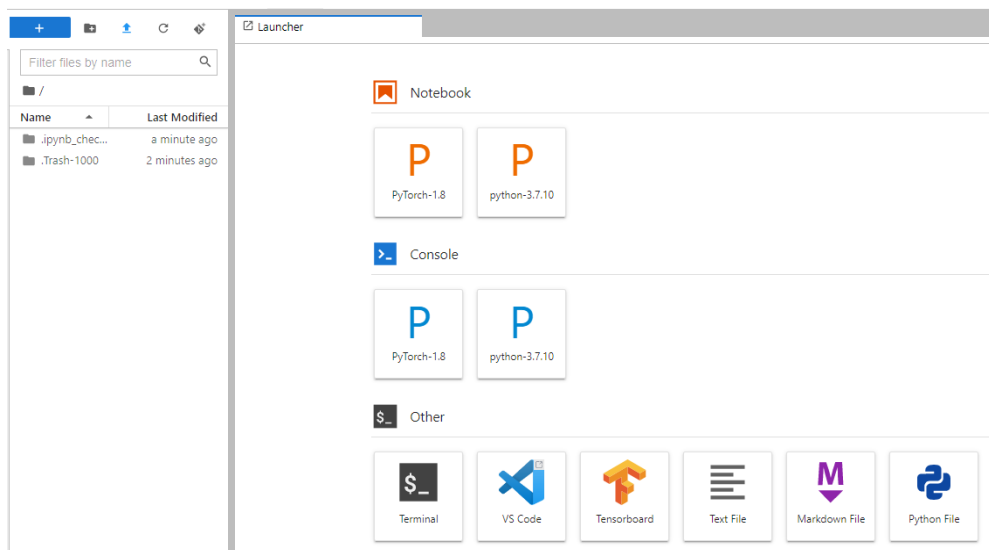 Launcher
Filter files by name
/
Name Last Modified
.ipynb_chec... a minute ago
.Trash-1000 2 minutes ago
Notebook
P P
PyTorch-1.8 python-3.7.10
Console
P P
PyTorch-1.8 python-3.7.10
$_ Other
$_ M
Terminal VS Code Tensorboard Text File Markdown File Python File